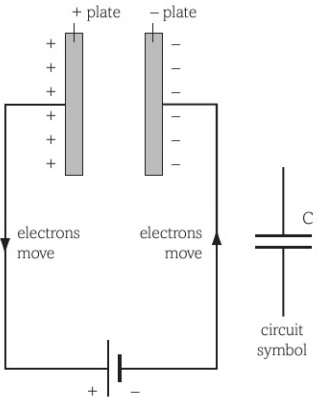 + plate
– plate
+
+
+
+
+
+
–
–
–
–
–
–
electrons
move
electrons
move
C
circuit
symbol
+
–